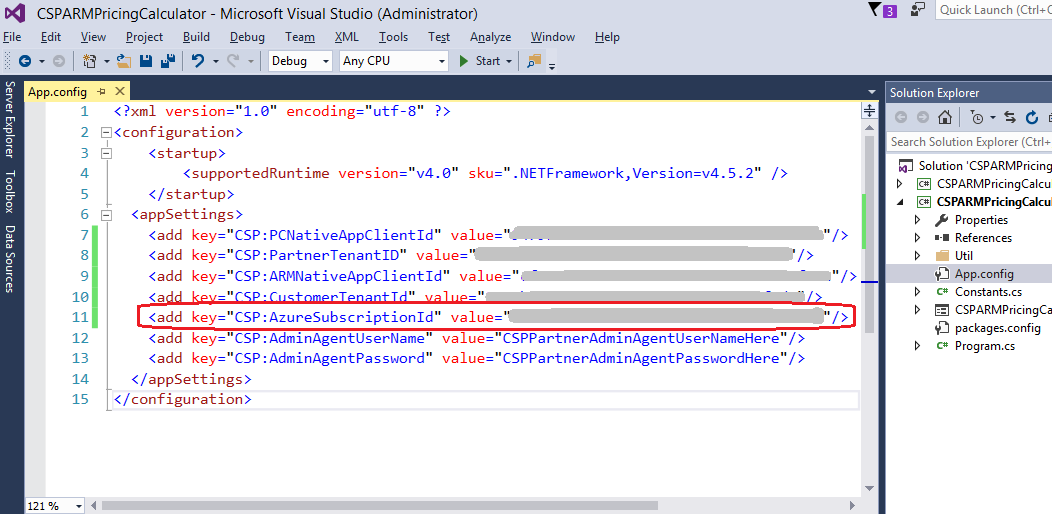 CSPARMPricingCalculator - Microsoft Visual Studio (Administrator)
3
Quick Launch (Ctrl+
File Edit View Project Build Debug Team XML Tools Test Analyze Window Help
Debug Any CPU Start
Server Explorer
Toolbox
Data Sources
App.config
1 <?xml version="1.0" encoding="utf-8" ?>
2 <configuration>
3 <startup>
4 <supportedRuntime version="v4.0" sku=".NETFramework,Version=v4.5.2" />
5 </startup>
6 <appSettings>
7 <add key="CSP:PCNativeAppClientId" value=" "/>
8 <add key="CSP:PartnerTenantID" value=" "/>
9 <add key="CSP:ARMNativeAppClientId" value=" "/>
10 <add key="CSP:CustomerTenantId" value=" "/>
11 <add key="CSP:AzureSubscriptionId" value=" "/>
12 <add key="CSP:AdminAgentUserName" value="CSPPartnerAdminAgentUserNameHere"/>
13 <add key="CSP:AdminAgentPassword" value="CSPPartnerAdminAgentPasswordHere"/>
14 </appSettings>
15 </configuration>
121 %
Solution Explorer
Search Solution Explorer (Ctrl+
Solution 'CSPARMPricing
C# CSPARMPricingCalcu
C# CSPARMPricingCalcu
Properties
References
Util
App.config
C# Constants.cs
CSPARMPricingCa
packages.config
C# Program.cs